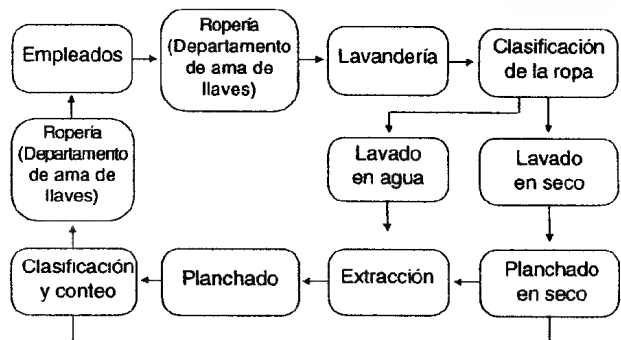 Empleados
Ropería
(Departamento
de ama de
llaves)
Lavandería
Clasificación
de la ropa
Ropería
(Departamento
de ama de
llaves)
Lavado
en agua
Lavado
en seco
Clasificación
y conteo
Planchado
Extracción
Planchado
en seco